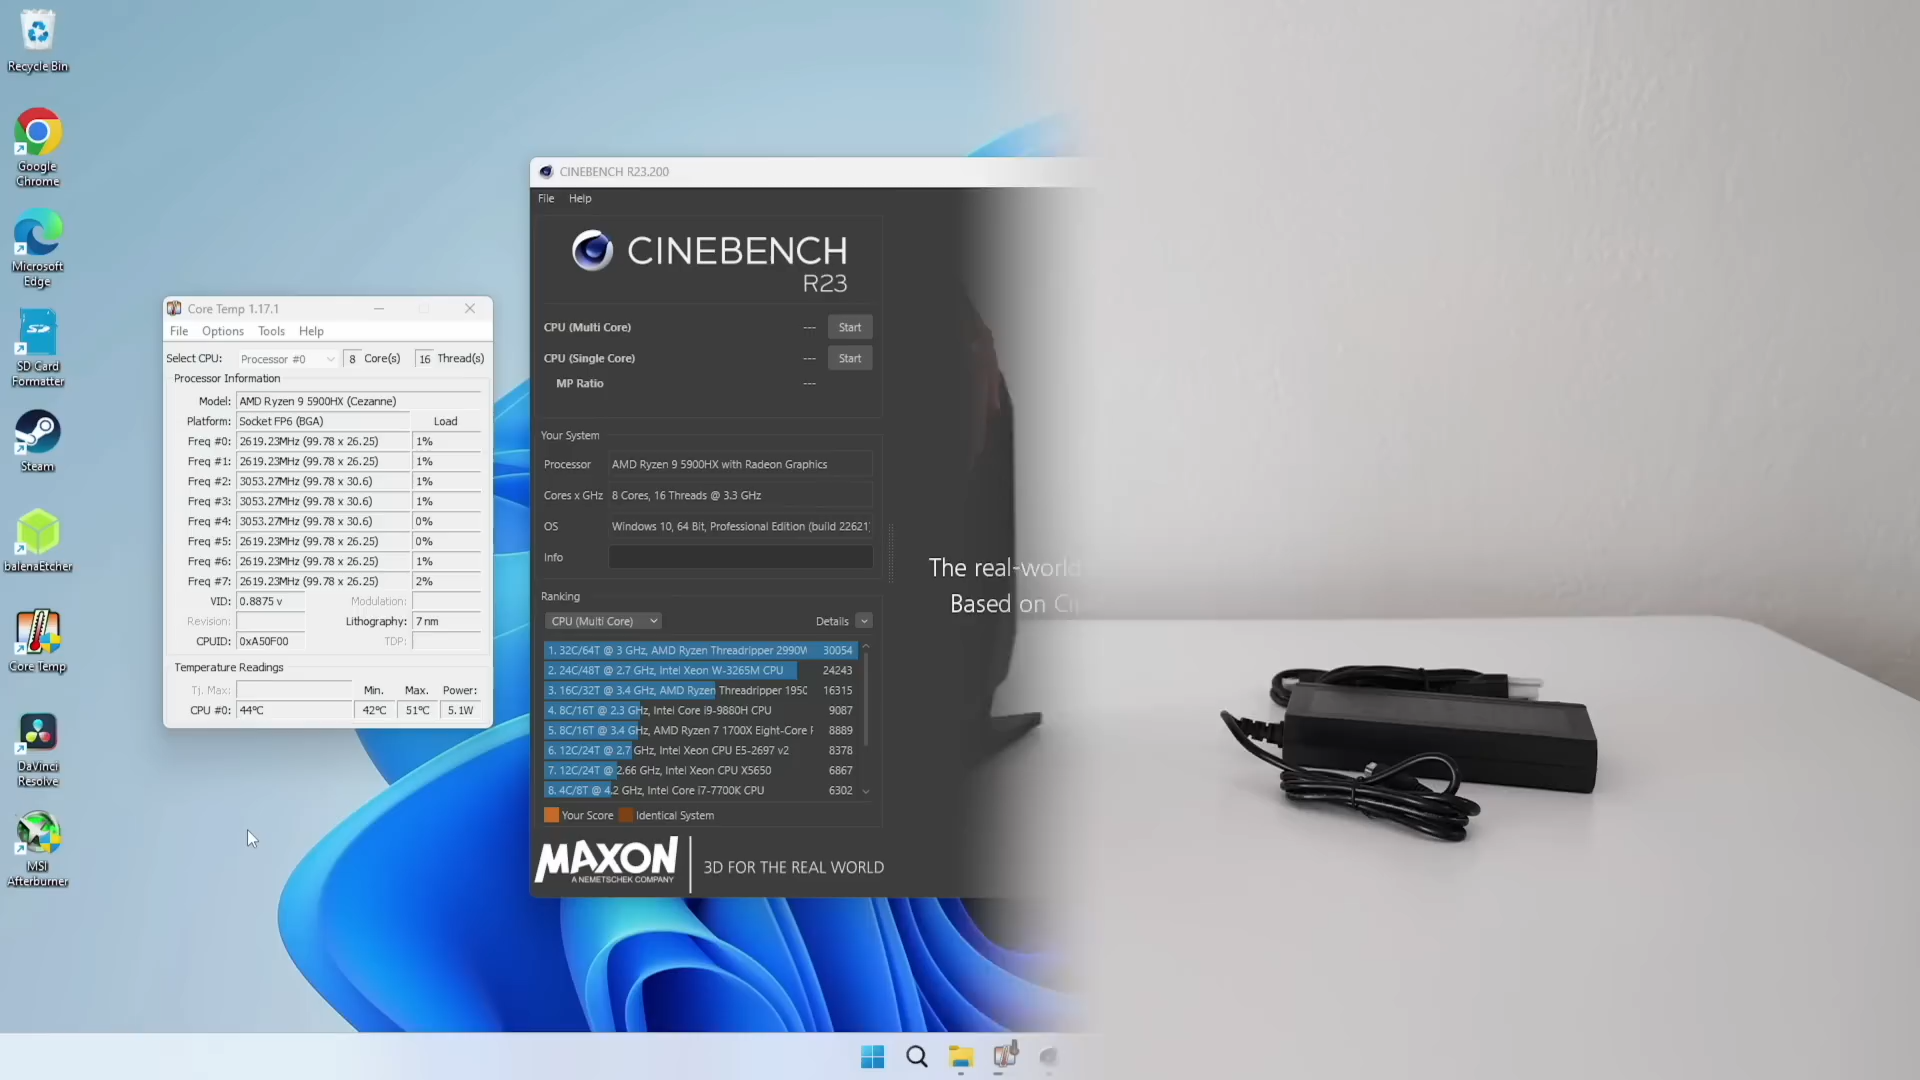 Recycle Bin
Google
Chrome
Microsoft
Edge
SD Card
Formatter
Steam
balenaEtcher
Core Temp
DaVinci
Resolve
MSI
Afterburner
Core Temp 1.17.1
File Options Tools Help
Select CPU: Processor #0 8 Core(s) 16 Thread(s)
Processor Information
Model: AMD Ryzen 9 5900HX (Cezanne)
Platform: Socket FP6 (BGA) Load
Freq #0: 2619.23MHz (99.78 x 26.25) 1%
Freq #1: 2619.23MHz (99.78 x 26.25) 1%
Freq #2: 3053.27MHz (99.78 x 30.6) 1%
Freq #3: 3053.27MHz (99.78 x 30.6) 1%
Freq #4: 3053.27MHz (99.78 x 30.6) 0%
Freq #5: 2619.23MHz (99.78 x 26.25) 0%
Freq #6: 2619.23MHz (99.78 x 26.25) 1%
Freq #7: 2619.23MHz (99.78 x 26.25) 2%
VID: 0.8875 v Modulation:
Revision: Lithography: 7 nm
CPUID: 0xA50F00 TDP:
Temperature Readings
Tj. Max: Min. Max. Power:
CPU #0: 44°C 42°C 51°C 5.1W
CINEBENCH R23.200
File Help
CINEBENCH
R23
CPU (Multi Core) --- Start
CPU (Single Core) --- Start
MP Ratio ---
Your System
Processor AMD Ryzen 9 5900HX with Radeon Graphics
Cores x GHz 8 Cores, 16 Threads @ 3.3 GHz
OS Windows 10, 64 Bit, Professional Edition (build 22621)
Info
Ranking
CPU (Multi Core) Details
1. 32C/64T @ 3 GHz, AMD Ryzen Threadripper 2990W 30054
2. 24C/48T @ 2.7 GHz, Intel Xeon W-3265M CPU 24243
3. 16C/32T @ 3.4 GHz, AMD Ryzen Threadripper 1950 16315
4. 8C/16T @ 2.3 GHz, Intel Core i9-9880H CPU 9087
5. 8C/16T @ 3.4 GHz, AMD Ryzen 7 1700X Eight-Core 8889
6. 12C/24T @ 2.7 GHz, Intel Xeon CPU E5-2697 v2 8378
7. 12C/24T @ 2.66 GHz, Intel Xeon CPU X5650 6867
8. 4C/8T @ 4.2 GHz, Intel Core i7-7700K CPU 6302
Your Score Identical System
MAXON
A NEMETSCHEK COMPANY
3D FOR THE REAL WORLD
The real-world
Based on Ci